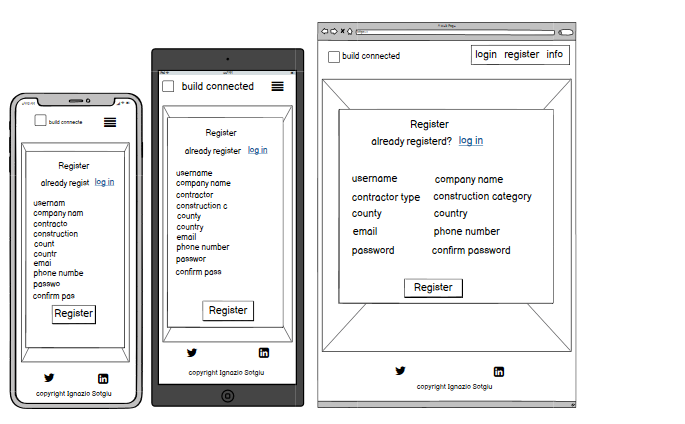 build connecte
Register
already regist log in
usernam
company nam
contracto
construction
count
countr
emai
phone numbe
passwo
confirm pas
Register
copyright Ignazio Sotgiu
build connected
Register
already register log in
username
company name
contractor
construction c
county
country
email
phone number
passwor
confirm pass
Register
copyright Ignazio Sotgiu
build connected
login register info
Register
already registerd? log in
username company name
contractor type construction category
county country
email phone number
password confirm password
Register
copyright Ignazio Sotgiu